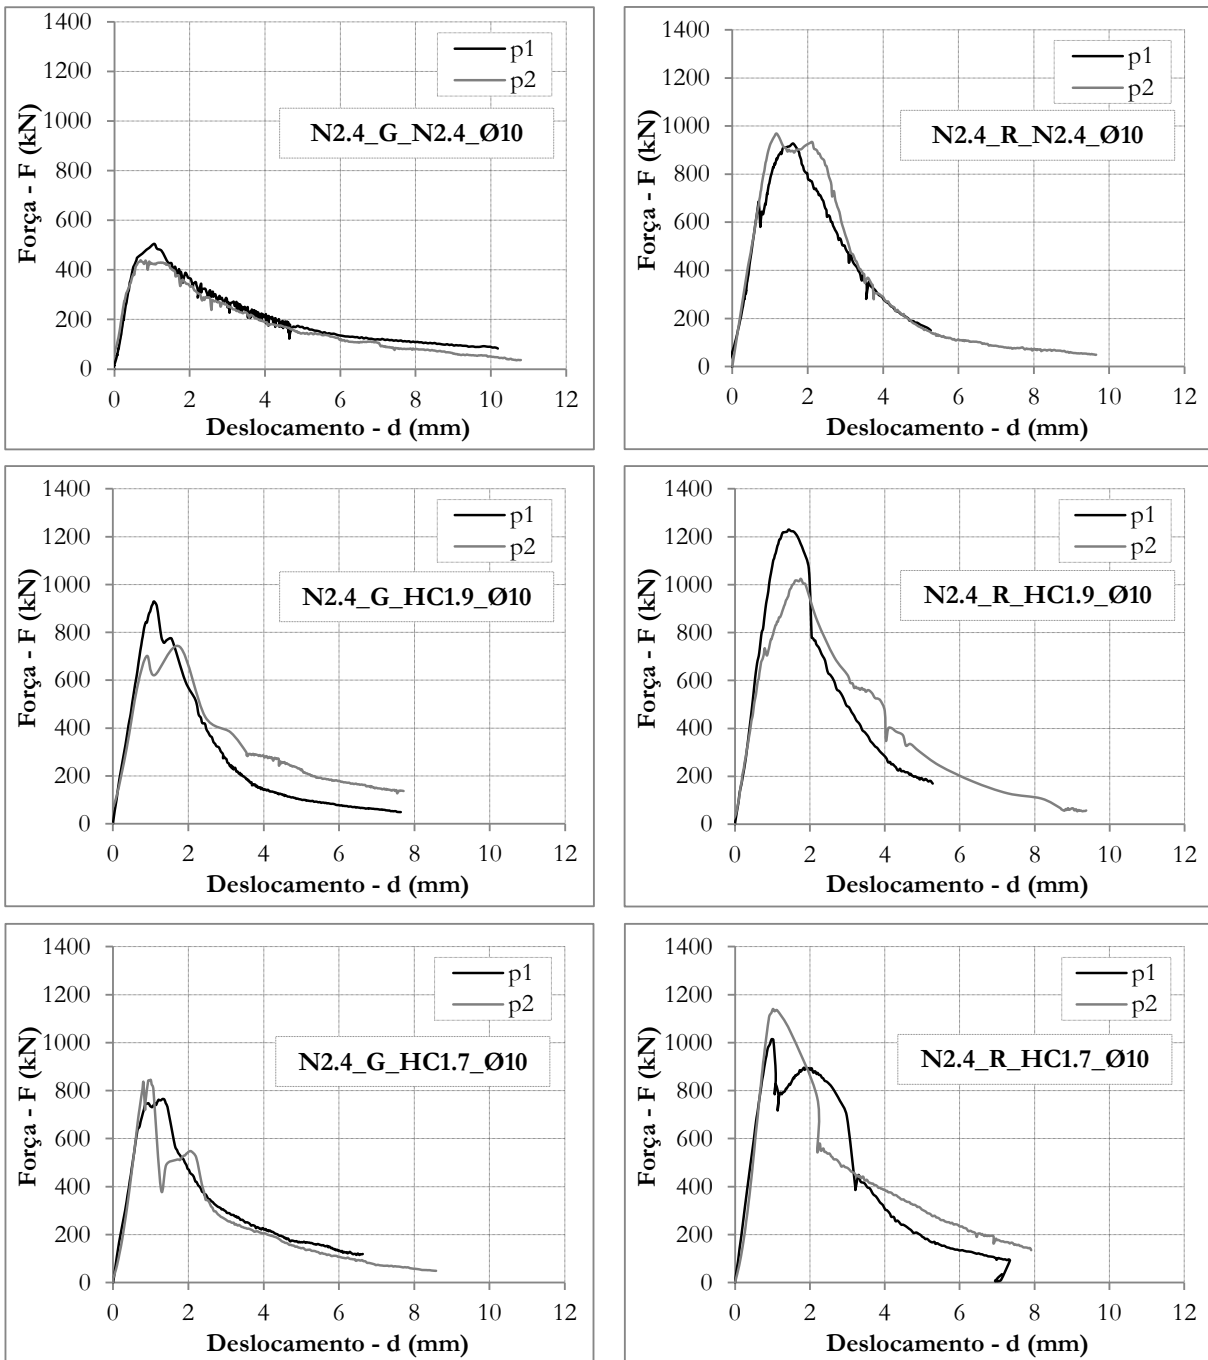 Força - F (kN)
1400
1200
1000
800
600
400
200
0
p1
p2
N2.4_G_N2.4_Ø10
0 2 4 6 8 10 12
Deslocamento - d (mm)
Força - F (kN)
1400
1200
1000
800
600
400
200
0
p1
p2
N2.4_R_N2.4_Ø10
0 2 4 6 8 10 12
Deslocamento - d (mm)
Força - F (kN)
1400
1200
1000
800
600
400
200
0
p1
p2
N2.4_G_HC1.9_Ø10
0 2 4 6 8 10 12
Deslocamento - d (mm)
Força - F (kN)
1400
1200
1000
800
600
400
200
0
p1
p2
N2.4_R_HC1.9_Ø10
0 2 4 6 8 10 12
Deslocamento - d (mm)
Força - F (kN)
1400
1200
1000
800
600
400
200
0
p1
p2
N2.4_G_HC1.7_Ø10
0 2 4 6 8 10 12
Deslocamento - d (mm)
Força - F (kN)
1400
1200
1000
800
600
400
200
0
p1
p2
N2.4_R_HC1.7_Ø10
0 2 4 6 8 10 12
Deslocamento - d (mm)